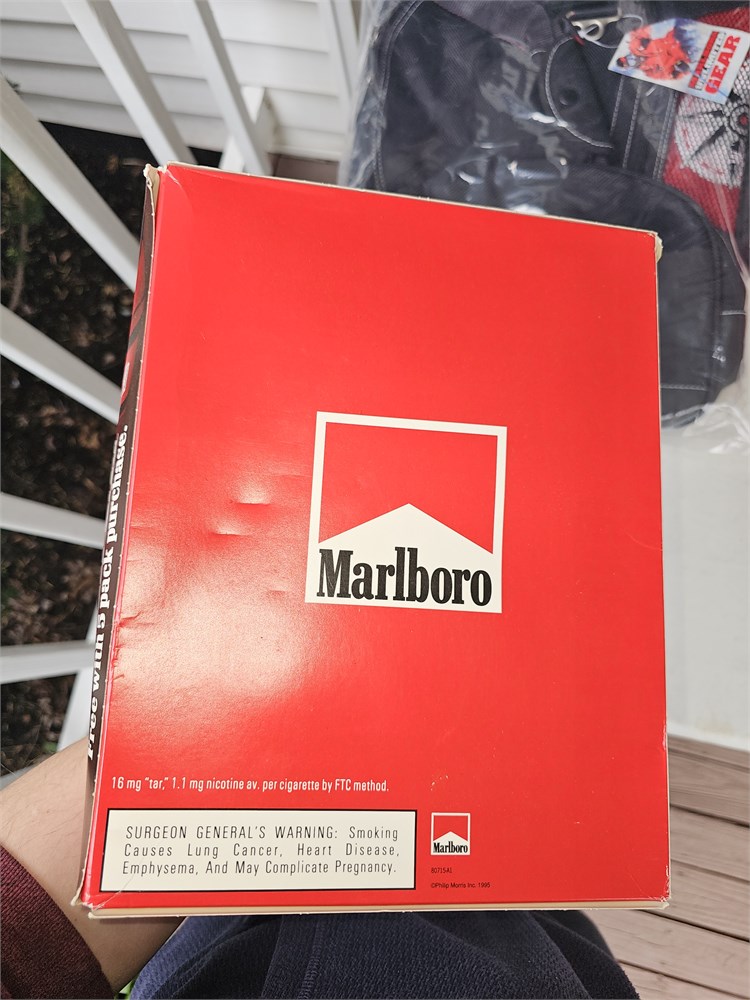 GEAR
Free with 5 pack purchase.
Marlboro
16 mg "tar," 1.1 mg nicotine av. per cigarette by FTC method.
SURGEON GENERAL'S WARNING: Smoking
Causes Lung Cancer, Heart Disease,
Emphysema, And May Complicate Pregnancy.
Marlboro
©Philip Morris Inc. 1995